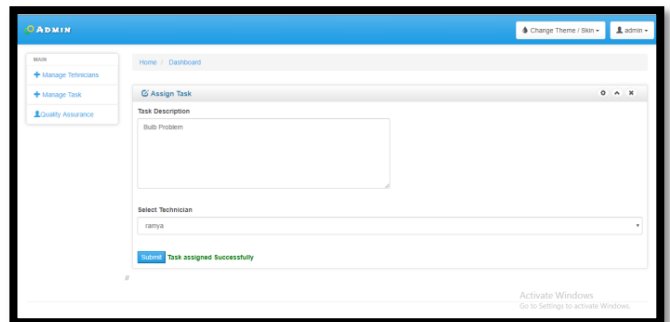 ADMIN
Change Theme / Skin
admin
MAIN
Manage Tehnicians
Manage Task
Quality Assurance
Home / Dashboard
Assign Task
Task Description
Bulb Problem
Select Technician
ramya
Submit Task assigned Successfully
//
Activate Windows
Go to Settings to activate Windows.